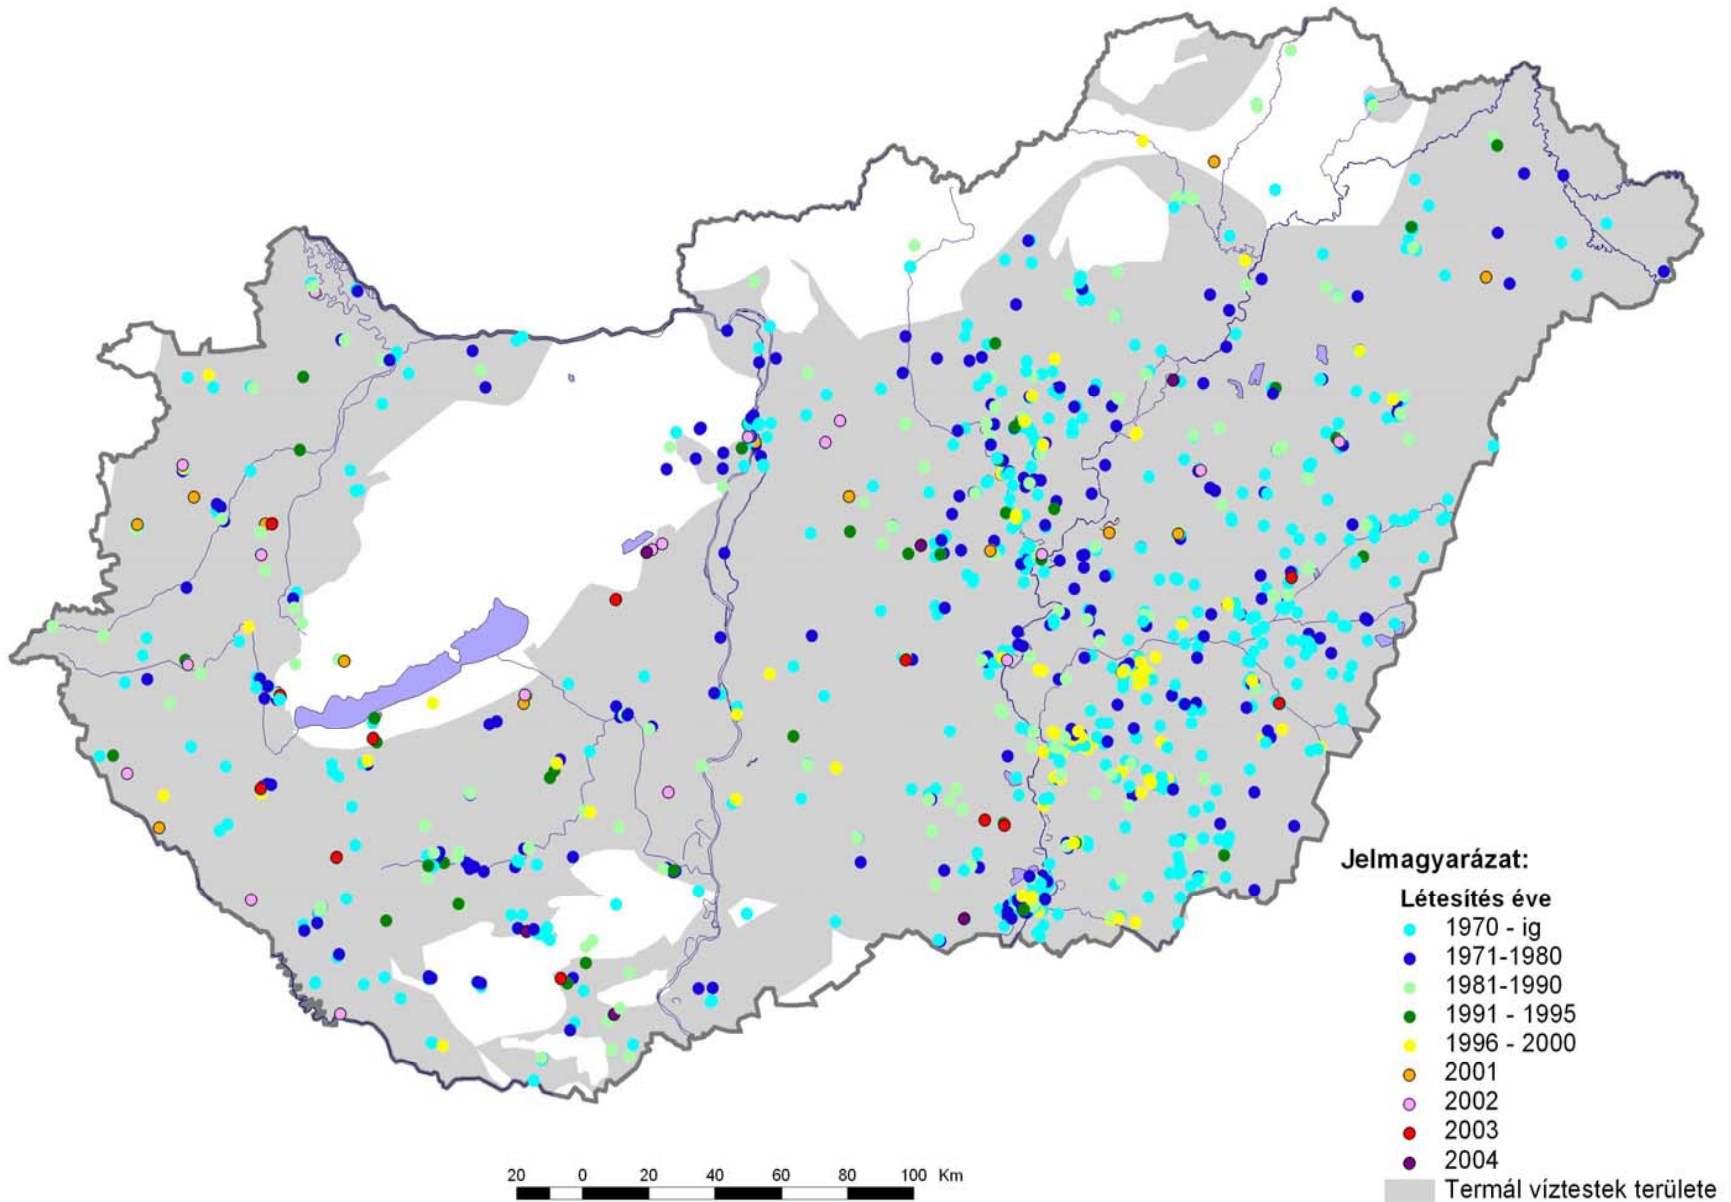 Jelmagyarázat:
Létesítés éve
1970 - ig
1971-1980
1981-1990
1991 - 1995
1996 - 2000
2001
2002
2003
2004
Termál víztestek területe
20 0 20 40 60 80 100 Km